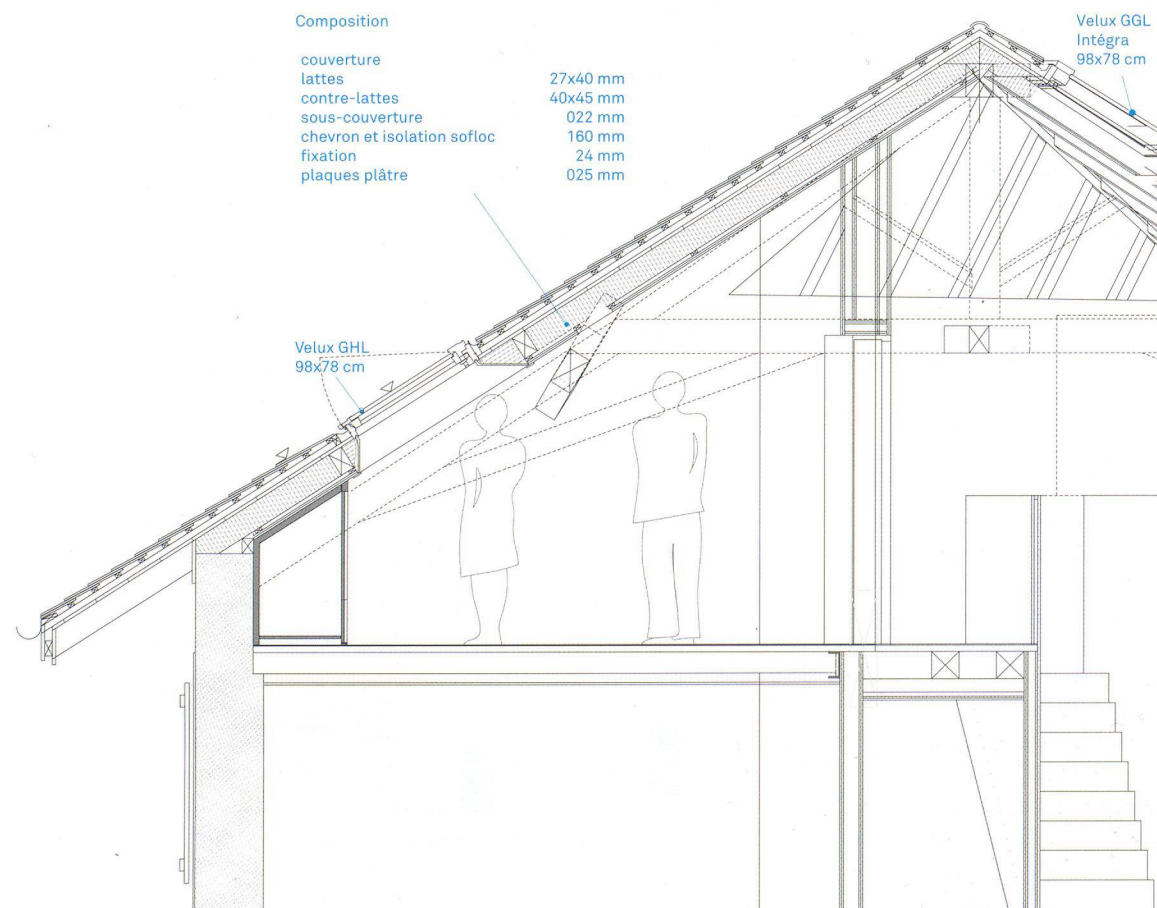 Composition
couverture
lattes 27x40 mm
contre-lattes 40x45 mm
sous-couverture 022 mm
chevron et isolation sofloc 160 mm
fixation 24 mm
plaques plâtre 025 mm
Velux GGL
Intégra
98x78 cm
Velux GHL
98x78 cm